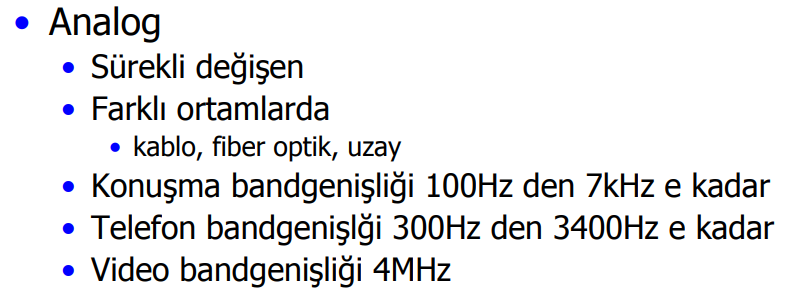 • Analog
• Sürekli değişen
• Farklı ortamlarda
• kablo, fiber optik, uzay
• Konuşma bandgenişliği 100Hz den 7kHz e kadar
• Telefon bandgenişlği 300Hz den 3400Hz e kadar
• Video bandgenişliği 4MHz